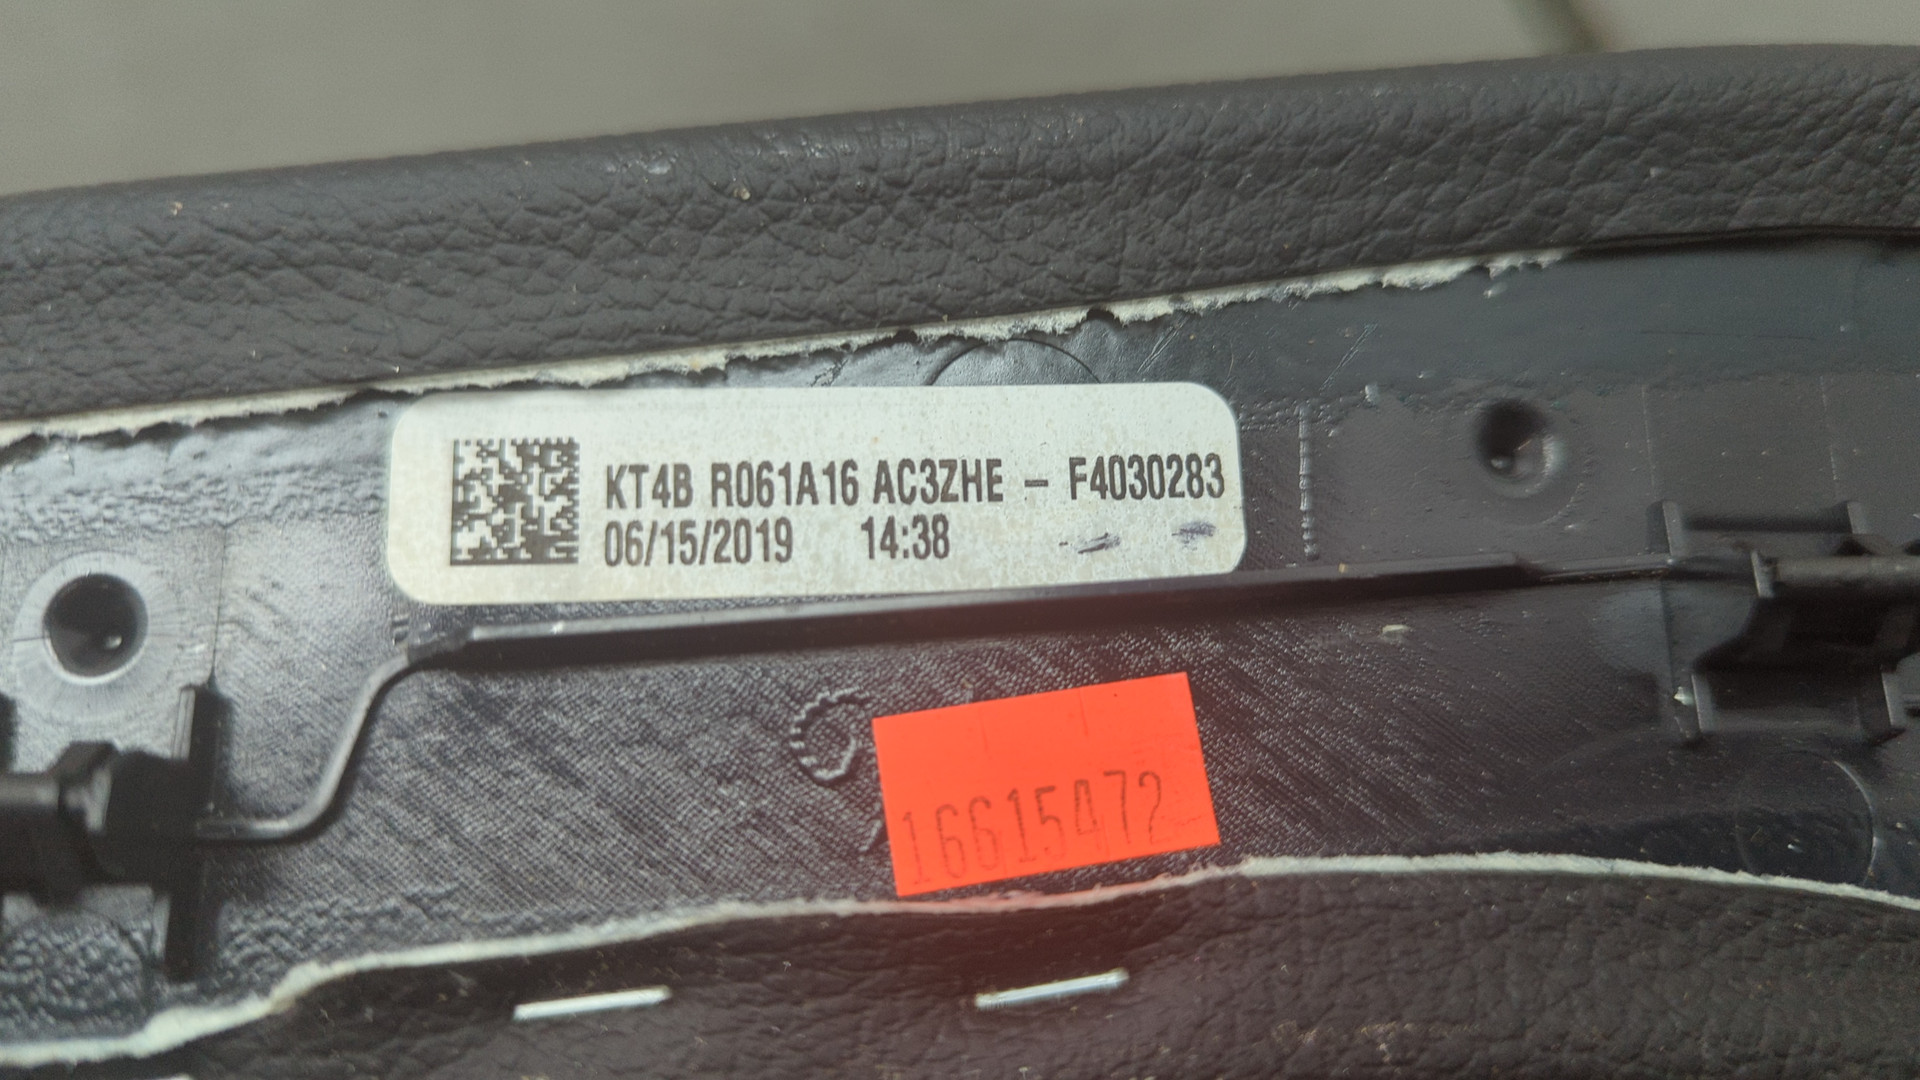 KT4B R061A16 AC3ZHE - F4030283
06/15/2019 14:38
16615472